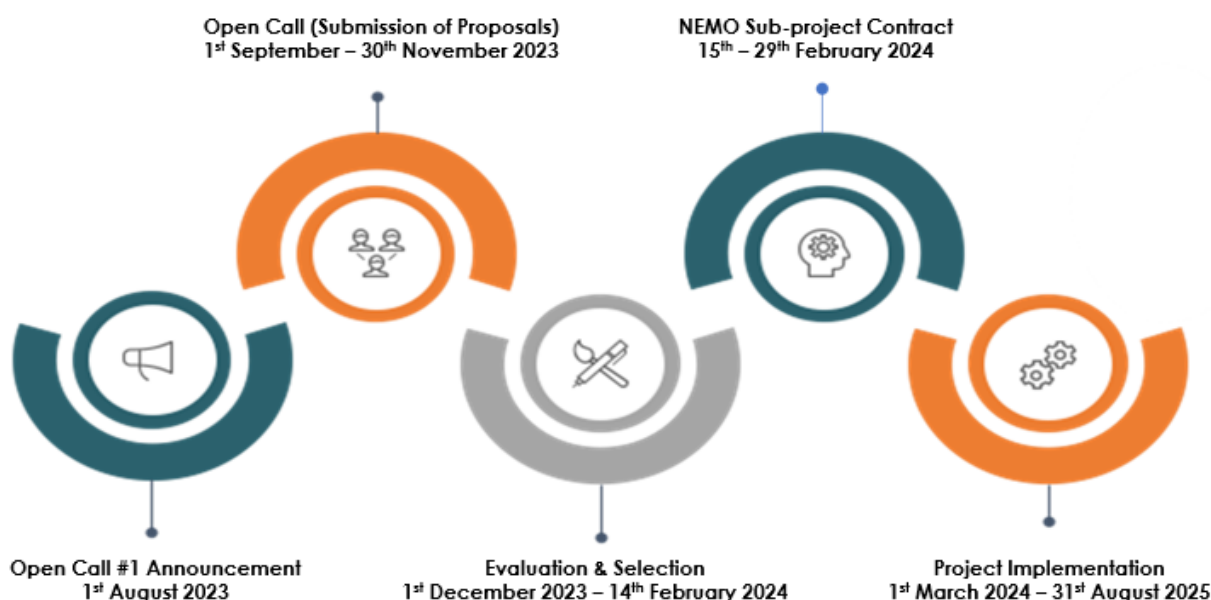 Open Call (Submission of Proposals)
1st September – 30th November 2023
NEMO Sub-project Contract
15th – 29th February 2024
Open Call #1 Announcement
1st August 2023
Evaluation & Selection
1st December 2023 – 14th February 2024
Project Implementation
1st March 2024 – 31st August 2025